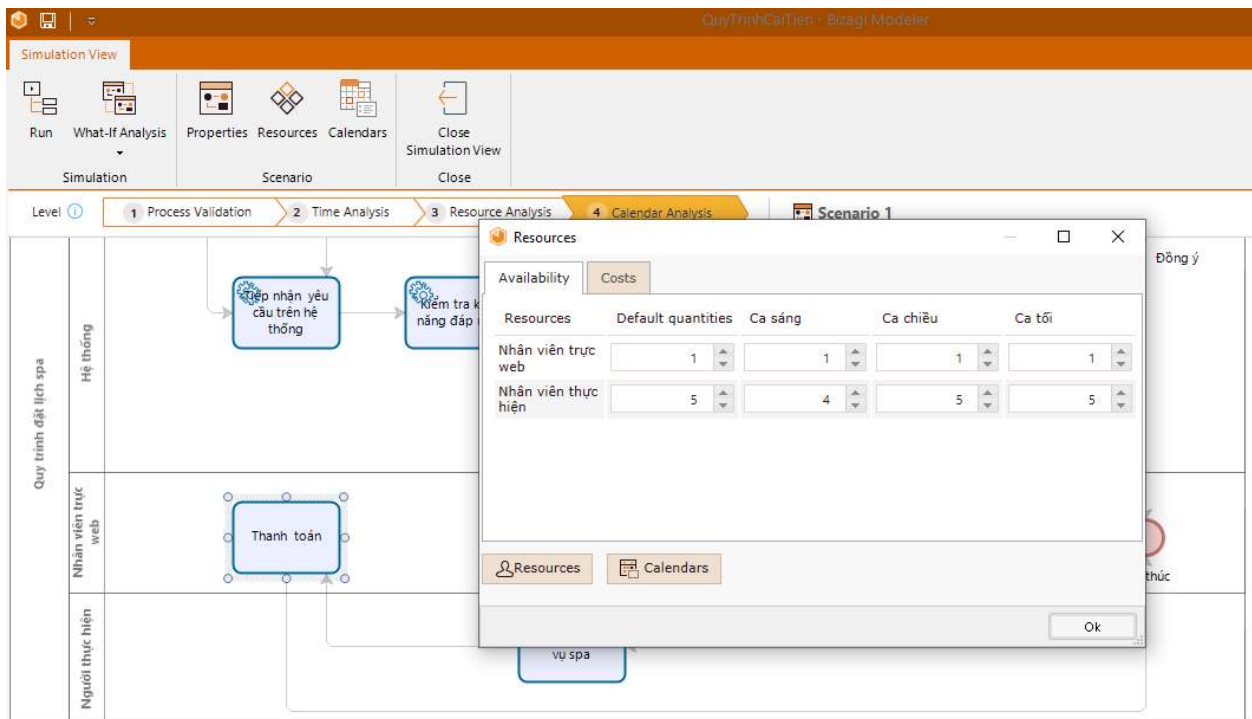 QuyTrinhCaiTien - Bizagi Modeler
Simulation View
Run
What-If Analysis
Properties
Resources
Calendars
Close
Simulation View
Simulation
Scenario
Close
Level
1 Process Validation
2 Time Analysis
3 Resource Analysis
4 Calendar Analysis
Scenario 1
Resources
Availability
Costs
Resources
Default quantities
Ca sáng
Ca chiều
Ca tối
Nhân viên trực
web
1
1
1
1
Nhân viên thực
hiện
5
4
5
5
Resources
Calendars
Ok
Quy trình đặt lịch spa
Hệ thống
Tiếp nhận yêu
cầu trên hệ
thống
Kiểm tra k
năng đáp
Đồng ý
Nhân viên trực
web
Thanh toán
thúc
Người thực hiện
vụ spa